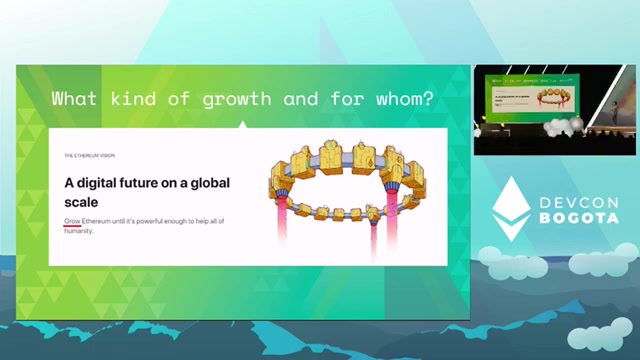 What kind of growth and for whom?
THE ETHEREUM VISION
A digital future on a global
scale
Grow Ethereum until it's powerful enough to help all of
humanity.
DEVCON
BOGOTA